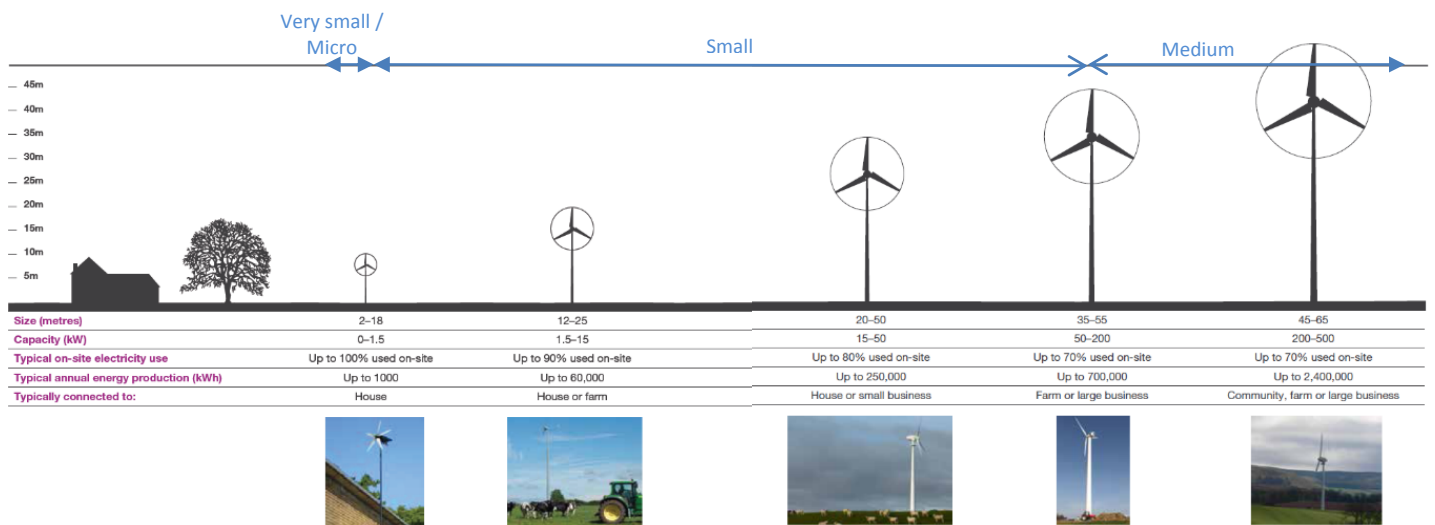 Very small /
Micro
Small
Medium
45m
40m
35m
30m
25m
20m
15m
10m
5m
Size (metres) 2–18 12–25 20–50 35–55 45–65
Capacity (kW) 0–1.5 1.5–15 15–50 50–200 200–500
Typical on-site electricity use Up to 100% used on-site Up to 90% used on-site Up to 80% used on-site Up to 70% used on-site Up to 70% used on-site
Typical annual energy production (kWh) Up to 1000 Up to 60,000 Up to 250,000 Up to 700,000 Up to 2,400,000
Typically connected to: House House or farm House or small business Farm or large business Community, farm or large business